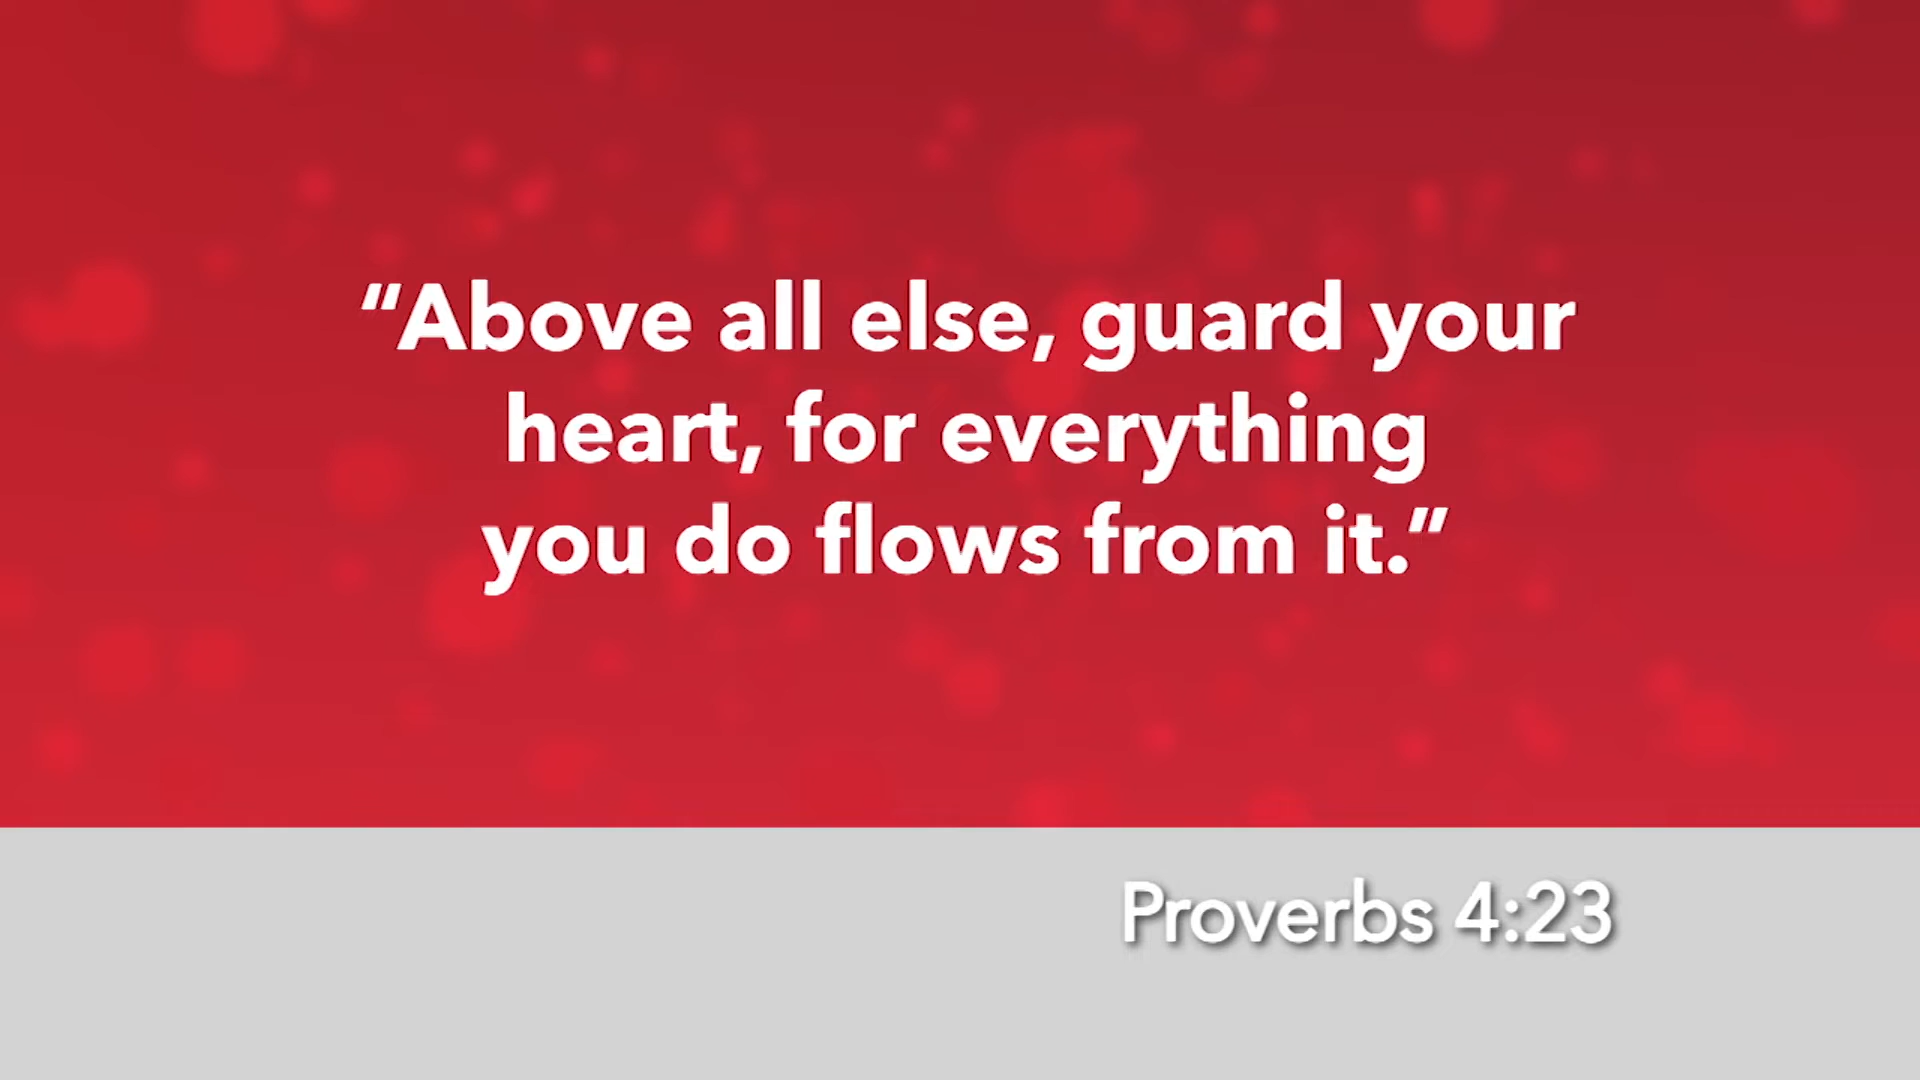 “Above all else, guard your
heart, for everything
you do flows from it.”
Proverbs 4:23